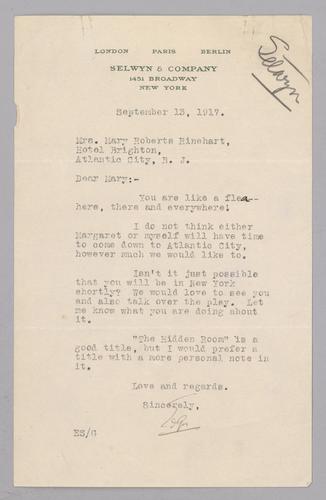 LONDON PARIS BERLIN
SELWYN & COMPANY
1451 BROADWAY
NEW YORK
Selwyn
September 13, 1917.
Mrs. Mary Roberts Rinehart,
Hotel Brighton,
Atlantic City, N. J.
Dear Mary:-
You are like a flea--
here, there and everywhere!
I do not think either
Margaret or myself will have time
to come down to Atlantic City,
however much we would like to.
Isn't it just possible
that you will be in New York
shortly? We would love to see you
and also talk over the play. Let
me know what you are doing about
it.
"The Hidden Room" is a
good title, but I would prefer a
title with a more personal note in
it.
Love and regards.
Sincerely,
Edgar
ES/G